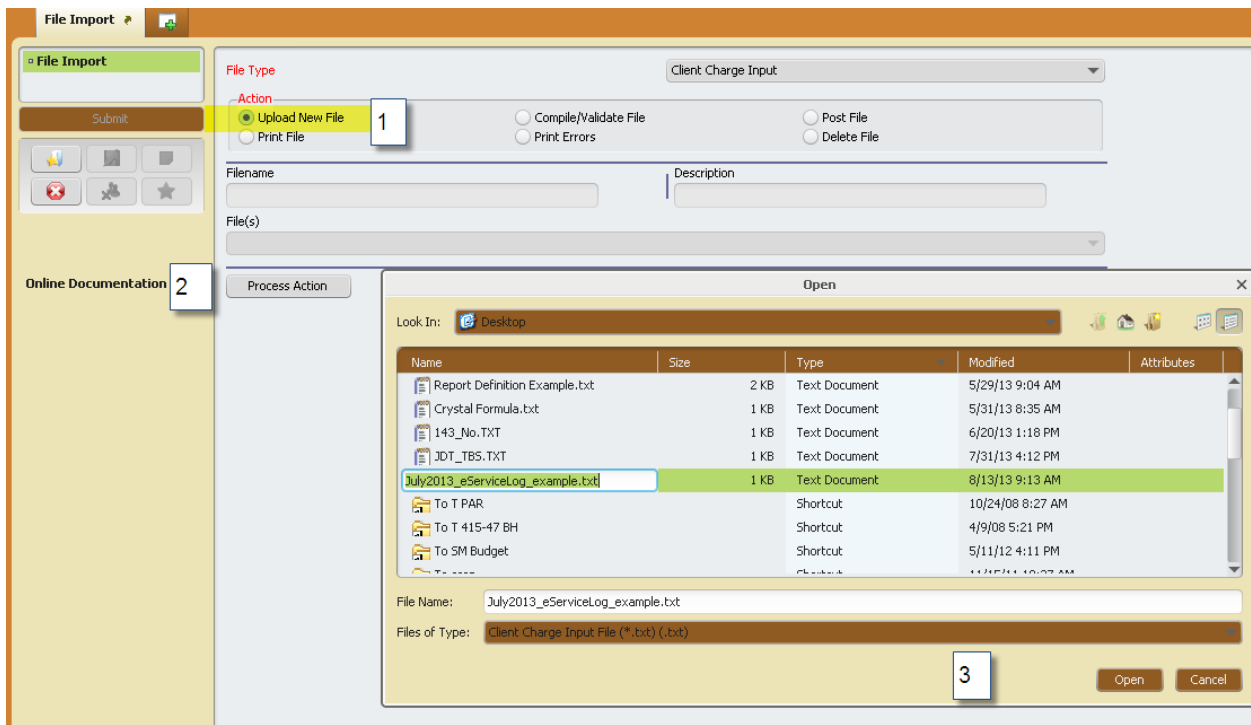 File Import
File Import
Submit
Online Documentation
2
File Type
Client Charge Input
Action
Upload New File
1
Compile/Validate File
Post File
Print File
Print Errors
Delete File
Filename
Description
File(s)
Process Action
Open
Look In:
Desktop
Name Size Type Modified Attributes
Report Definition Example.txt 2 KB Text Document 5/29/13 9:04 AM
Crystal Formula.txt 1 KB Text Document 5/31/13 8:35 AM
143_No.TXT 1 KB Text Document 6/20/13 1:18 PM
JDT_TBS.TXT 1 KB Text Document 7/31/13 4:12 PM
July2013_eServiceLog_example.txt 1 KB Text Document 8/13/13 9:13 AM
To T PAR Shortcut 10/24/08 8:27 AM
To T 415-47 BH Shortcut 4/9/08 5:21 PM
To SM Budget Shortcut 5/11/12 4:11 PM
File Name: July2013_eServiceLog_example.txt
Files of Type: Client Charge Input File (*.txt) (.txt)
3
Open
Cancel